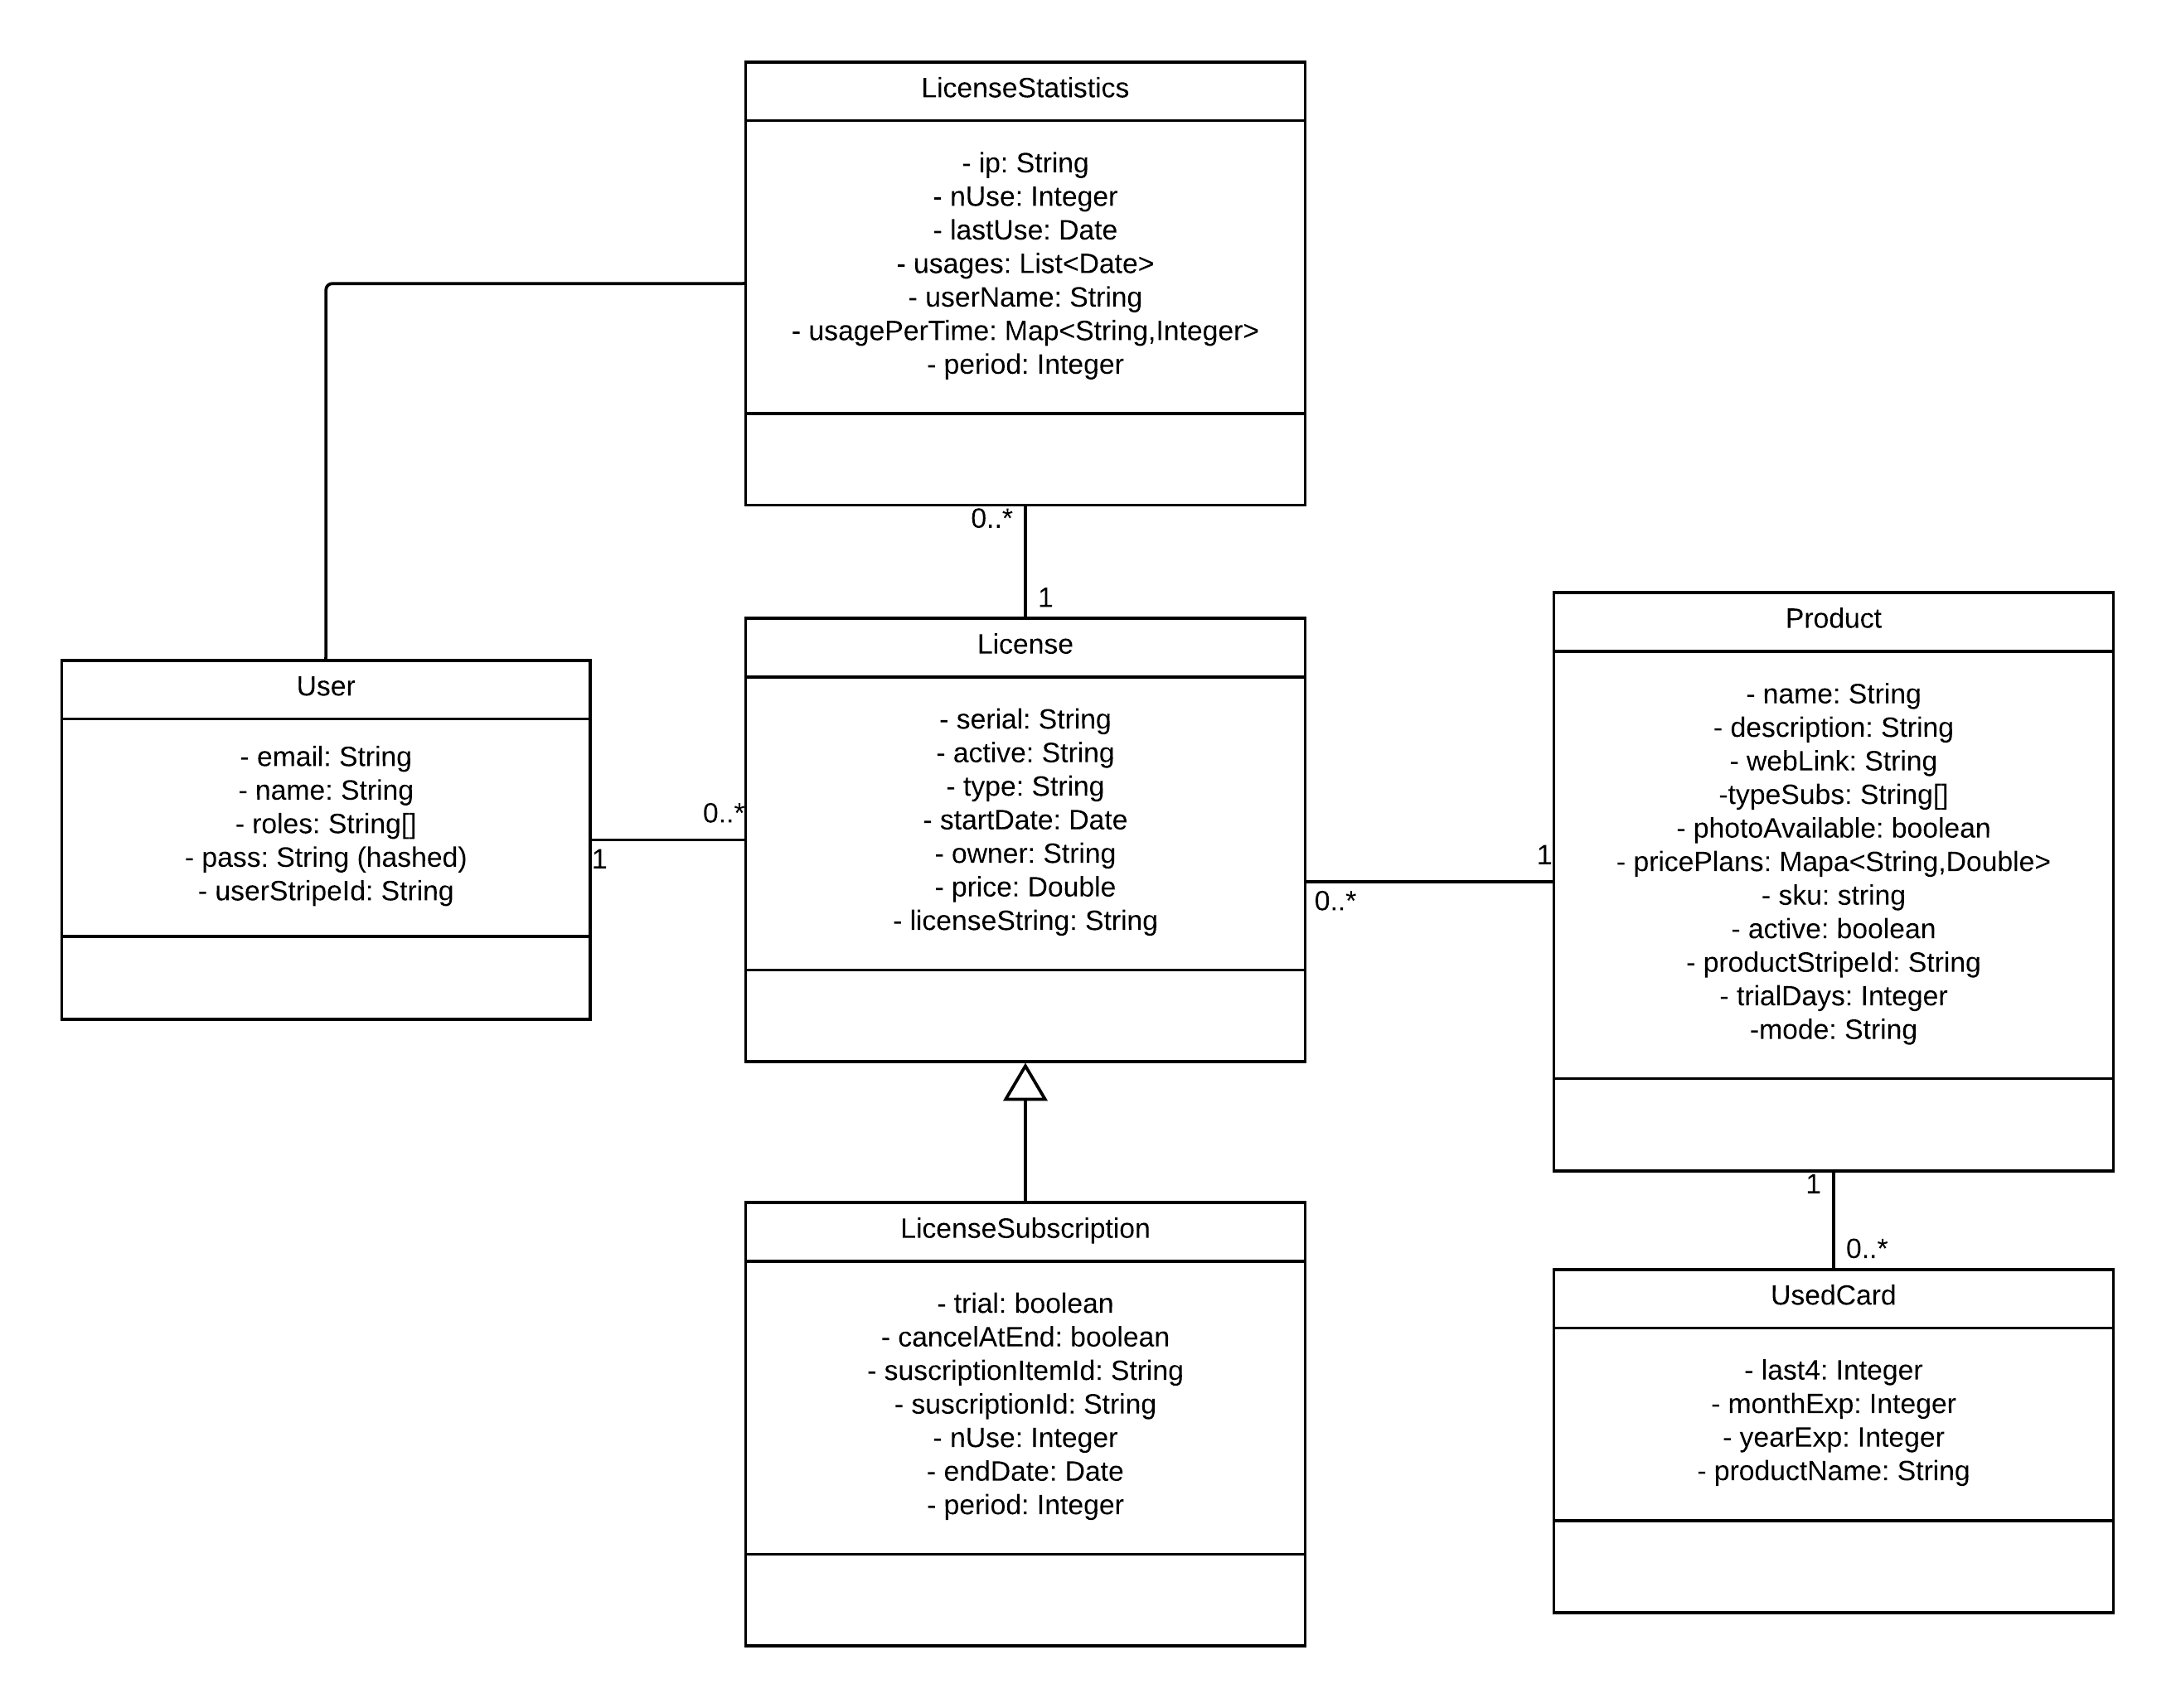 LicenseStatistics
- ip: String
- nUse: Integer
- lastUse: Date
- usages: List<Date>
- userName: String
- usagePerTime: Map<String,Integer>
- period: Integer
0..*
1
License
- serial: String
- active: String
- type: String
- startDate: Date
- owner: String
- price: Double
- licenseString: String
User
- email: String
- name: String
- roles: String[]
- pass: String (hashed)
- userStripeId: String
0..*
1
Product
- name: String
- description: String
- webLink: String
-typeSubs: String[]
- photoAvailable: boolean
- pricePlans: Mapa<String,Double>
- sku: string
- active: boolean
- productStripeId: String
- trialDays: Integer
-mode: String
1
0..*
1
0..*
LicenseSubscription
- trial: boolean
- cancelAtEnd: boolean
- suscriptionItemId: String
- suscriptionId: String
- nUse: Integer
- endDate: Date
- period: Integer
UsedCard
- last4: Integer
- monthExp: Integer
- yearExp: Integer
- productName: String